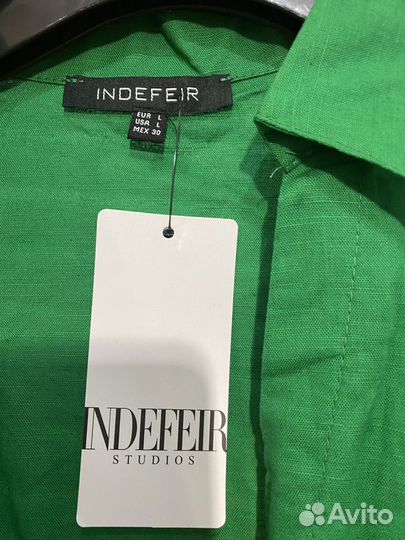 INDEFEIR
EUR L
USA L
MEX 30
INDEFEIR
STUDIOS
Avito